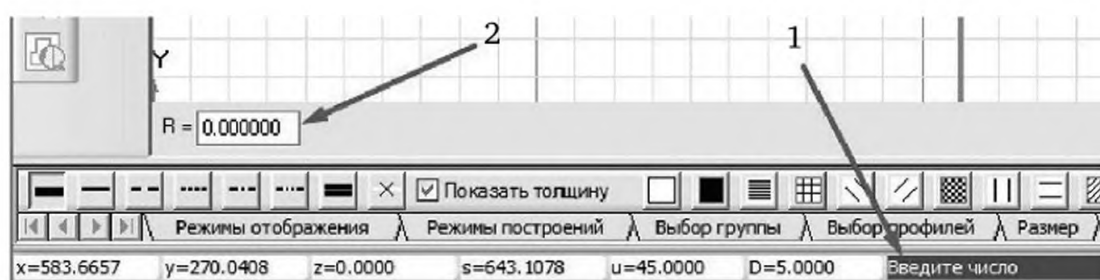 2
1
Y
R = 0.000000
Показать толщину
Режимы отображения Режимы построений Выбор группы Выбор профилей Размер
x=583.6657 y=270.0408 z=0.0000 s=643.1078 u=45.0000 D=5.0000 Введите число